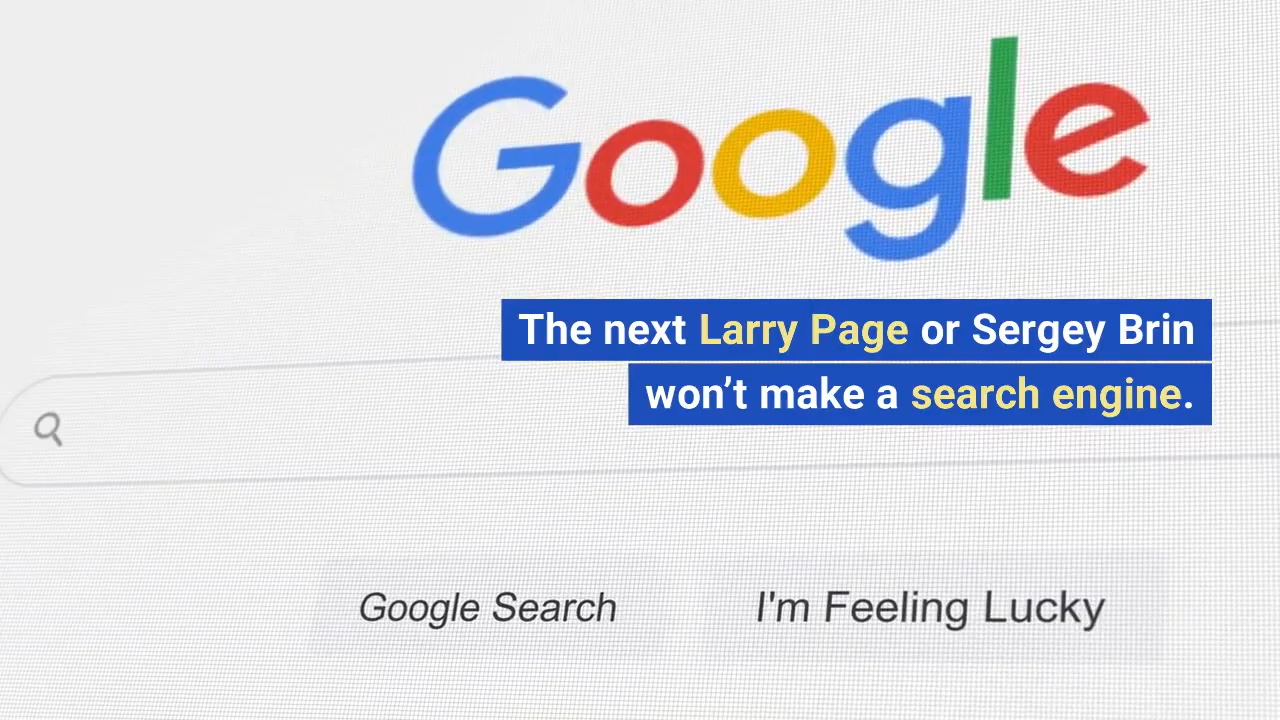 Google
The next Larry Page or Sergey Brin
won’t make a search engine.
Google Search
I'm Feeling Lucky